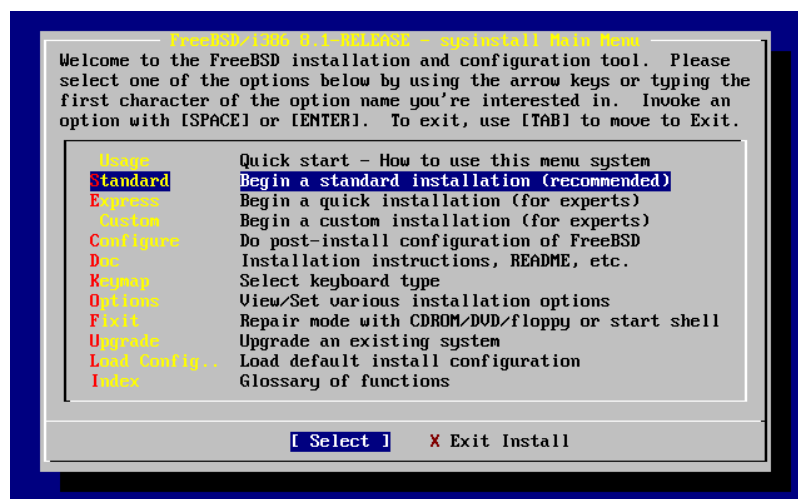 FreeBSD/i386 8.1-RELEASE - sysinstall Main Menu
Welcome to the FreeBSD installation and configuration tool.  Please
select one of the options below by using the arrow keys or typing the
first character of the option name you're interested in.  Invoke an
option with [SPACE] or [ENTER].  To exit, use [TAB] to move to Exit.
Usage Quick start - How to use this menu system
Standard Begin a standard installation (recommended)
Express Begin a quick installation (for experts)
Custom Begin a custom installation (for experts)
Configure Do post-install configuration of FreeBSD
Doc Installation instructions, README, etc.
Keymap Select keyboard type
Options View/Set various installation options
Fixit Repair mode with CDROM/DVD/floppy or start shell
Upgrade Upgrade an existing system
Load Config.. Load default install configuration
Index Glossary of functions
[ Select ] X Exit Install